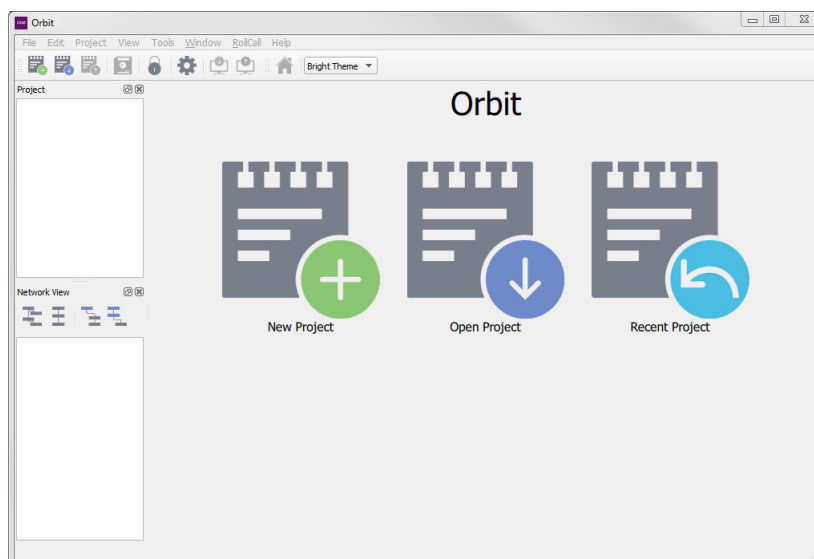 Orbit
File Edit Project View Tools Window RollCall Help
Bright Theme
Project
Orbit
New Project Open Project Recent Project
Network View